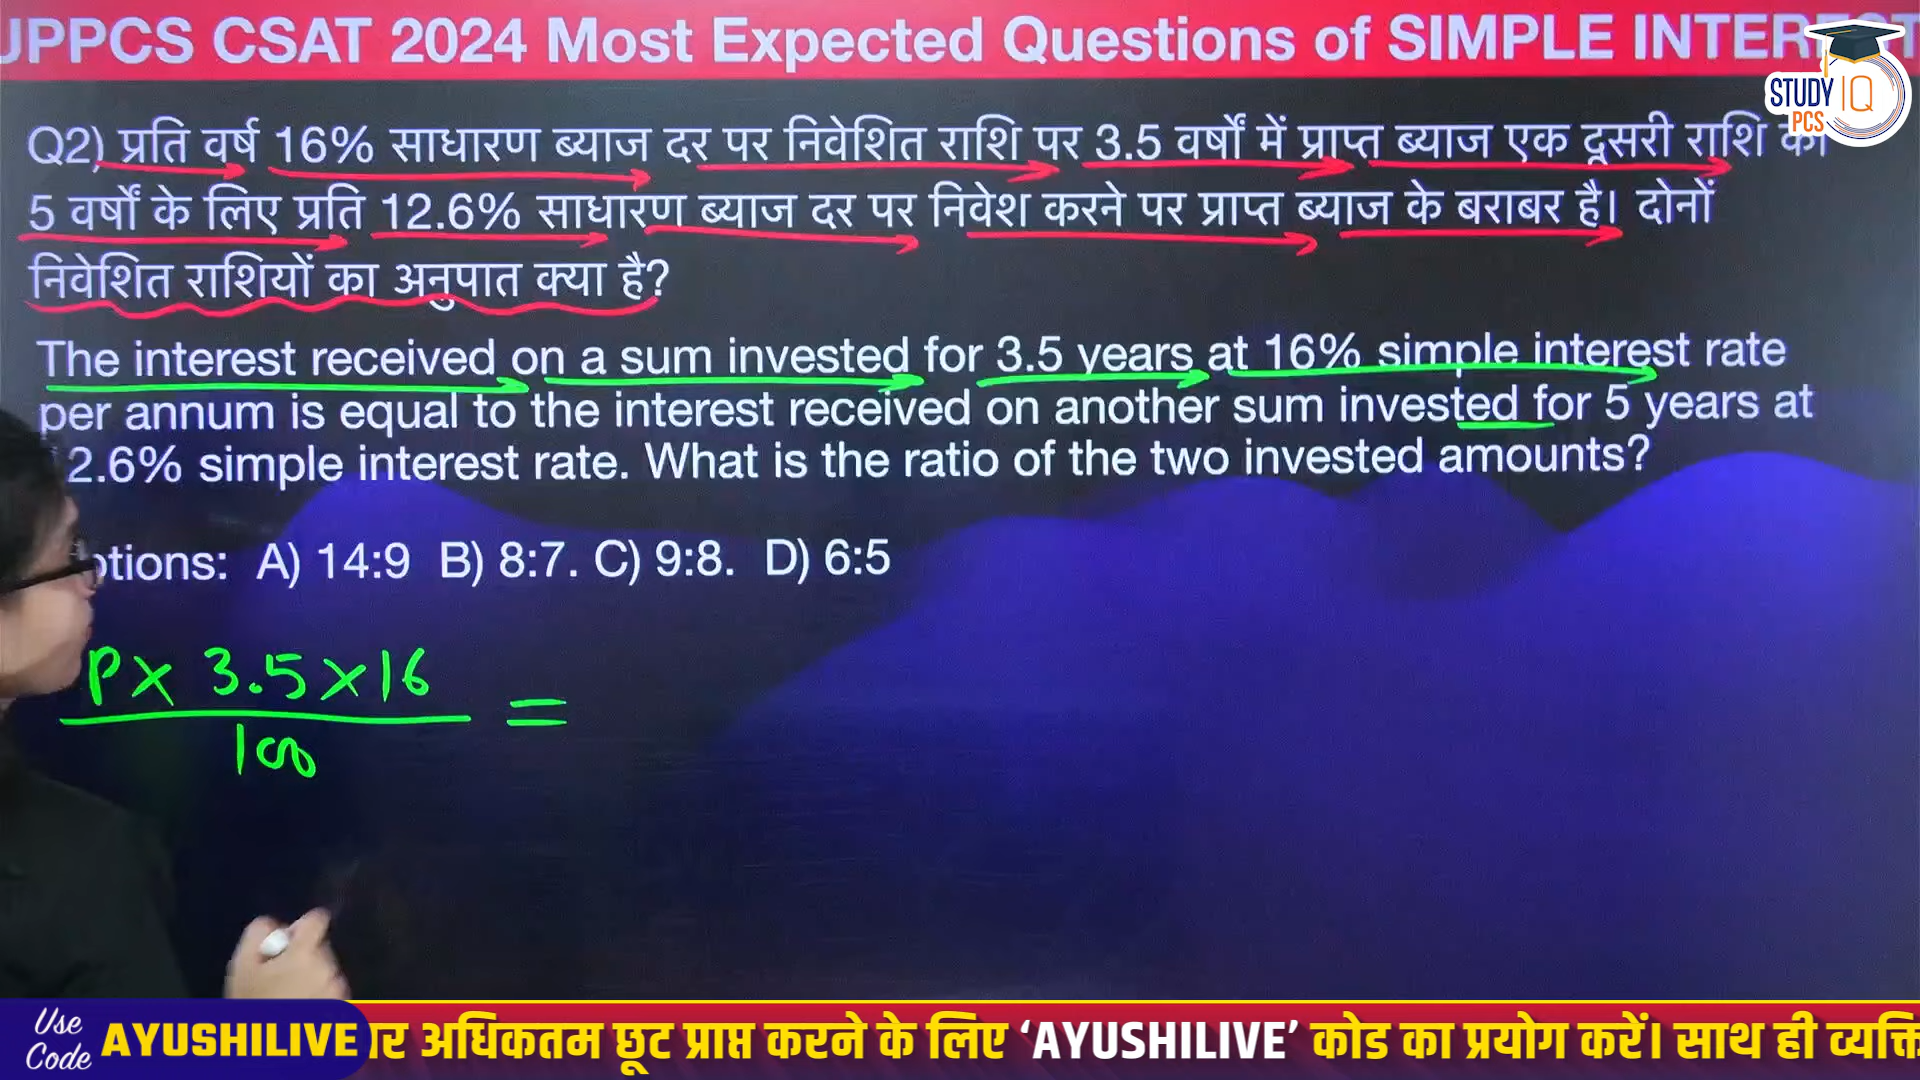 UPPCS CSAT 2024 Most Expected Questions of SIMPLE INTEREST
STUDY IQ
PCS
Q2) प्रति वर्ष 16% साधारण ब्याज दर पर निवेशित राशि पर 3.5 वर्षों में प्राप्त ब्याज एक दूसरी राशि को
5 वर्षों के लिए प्रति 12.6% साधारण ब्याज दर पर निवेश करने पर प्राप्त ब्याज के बराबर है। दोनों
निवेशित राशियों का अनुपात क्या है?
The interest received on a sum invested for 3.5 years at 16% simple interest rate
per annum is equal to the interest received on another sum invested for 5 years at
12.6% simple interest rate. What is the ratio of the two invested amounts?
Options: A) 14:9 B) 8:7. C) 9:8. D) 6:5
P× 3.5×16
100
=
Use
Code
AYUSHILIVE
अधिकतम छूट प्राप्त करने के लिए ‘AYUSHILIVE’ कोड का प्रयोग करें। साथ ही